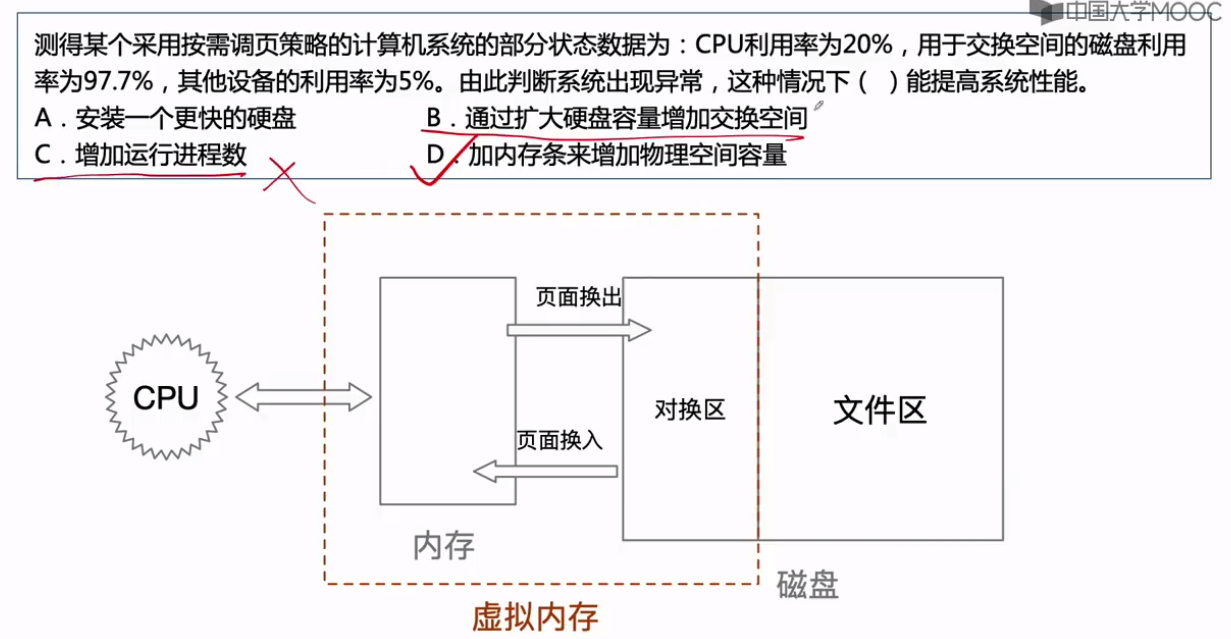 中国大学MOOC
测得某个采用按需调页策略的计算机系统的部分状态数据为：CPU利用率为20%，用于交换空间的磁盘利用
率为97.7%，其他设备的利用率为5%。由此判断系统出现异常，这种情况下（ ）能提高系统性能。
A．安装一个更快的硬盘 B．通过扩大硬盘容量增加交换空间
C．增加运行进程数 D．加内存条来增加物理空间容量
页面换出
CPU 对换区 文件区
页面换入
内存
磁盘
虚拟内存